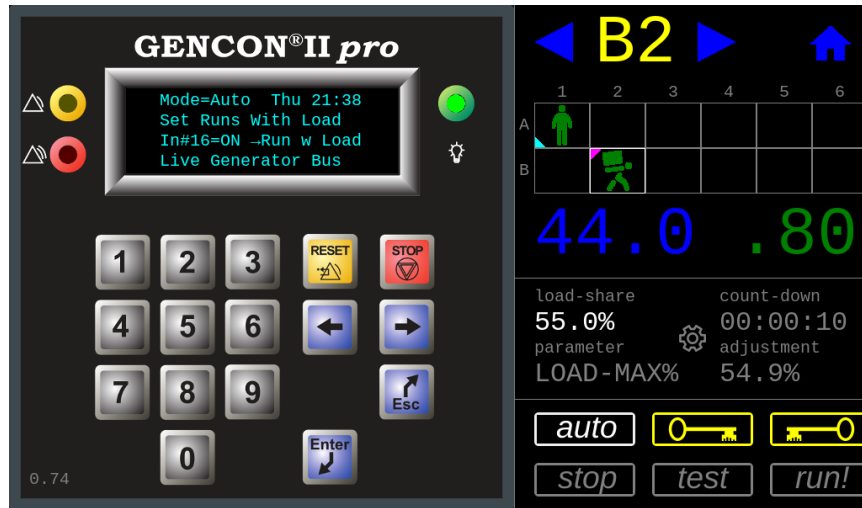 GENCON®II pro
Mode=Auto  Thu 21:38
Set Runs With Load
In#16=ON →Run w Load
Live Generator Bus
1 2 3 RESET STOP
4 5 6
7 8 9 Esc
0 Enter
0.74
B2
1 2 3 4 5 6
A
B
44.0 .80
load-share count-down
55.0% 00:00:10
parameter adjustment
LOAD-MAX% 54.9%
auto
stop test run!